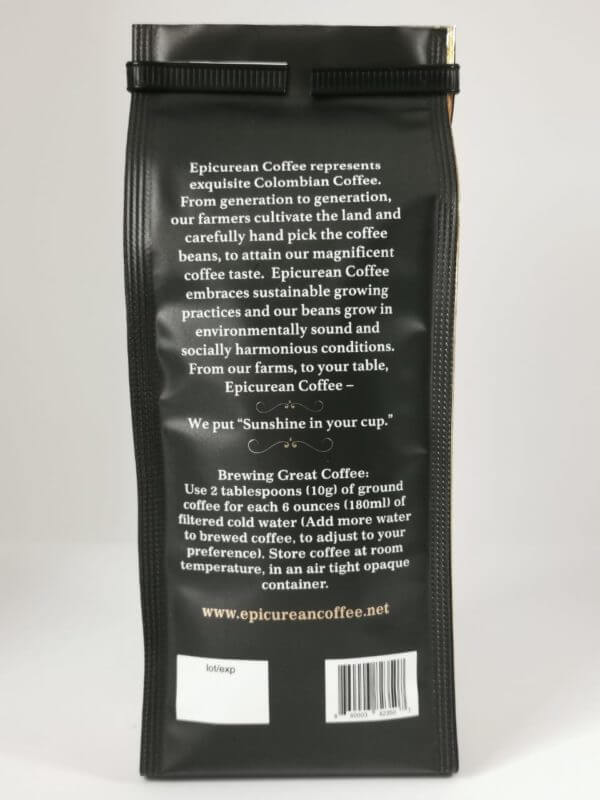 Epicurean Coffee represents
exquisite Colombian Coffee.
From generation to generation,
our farmers cultivate the land and
carefully hand pick the coffee
beans, to attain our magnificent
coffee taste. Epicurean Coffee
embraces sustainable growing
practices and our beans grow in
environmentally sound and
socially harmonious conditions.
From our farms, to your table,
Epicurean Coffee –
We put “Sunshine in your cup.”
Brewing Great Coffee:
Use 2 tablespoons (10g) of ground
coffee for each 6 ounces (180ml) of
filtered cold water (Add more water
to brewed coffee, to adjust to your
preference). Store coffee at room
temperature, in an air tight opaque
container.
www.epicureancoffee.net
lot/exp